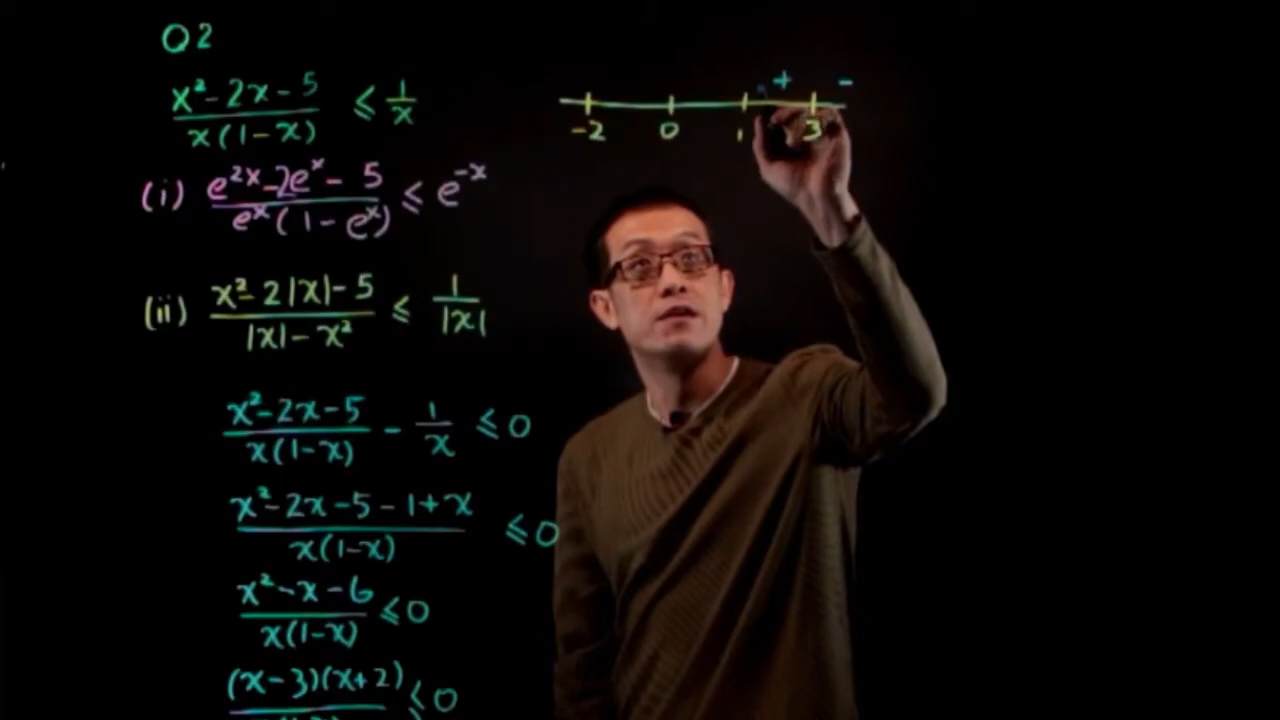 Q2
x² - 2x - 5 / x(1 - x) ≤ 1/x
(i) e^{2x} - 2e^x - 5 / e^x(1 - e^x) ≤ e^{-x}
(ii) x² - 2|x| - 5 / |x| - x² ≤ 1/|x|
x² - 2x - 5 / x(1 - x) - 1/x ≤ 0
x² - 2x - 5 - 1 + x / x(1 - x) ≤ 0
x² - x - 6 / x(1 - x) ≤ 0
(x - 3)(x + 2) ≤ 0
+ -
-2 0 1 3